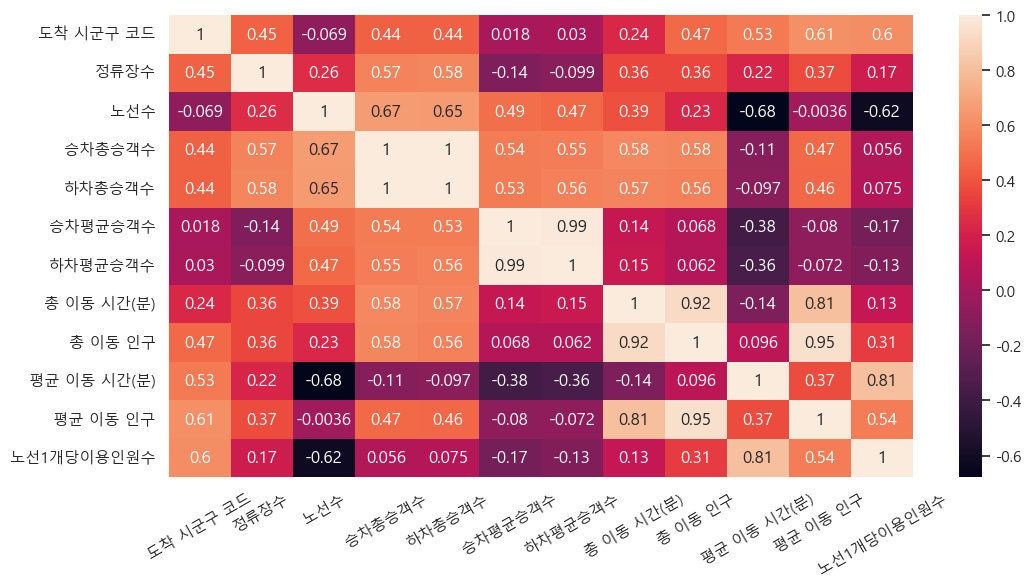 도착 시군구 코드 1 0.45 -0.069 0.44 0.44 0.018 0.03 0.24 0.47 0.53 0.61 0.6
정류장수 0.45 1 0.26 0.57 0.58 -0.14 -0.099 0.36 0.36 0.22 0.37 0.17
노선수 -0.069 0.26 1 0.67 0.65 0.49 0.47 0.39 0.23 -0.68 -0.0036 -0.62
승차총승객수 0.44 0.57 0.67 1 1 0.54 0.55 0.58 0.58 -0.11 0.47 0.056
하차총승객수 0.44 0.58 0.65 1 1 0.53 0.56 0.57 0.56 -0.097 0.46 0.075
승차평균승객수 0.018 -0.14 0.49 0.54 0.53 1 0.99 0.14 0.068 -0.38 -0.08 -0.17
하차평균승객수 0.03 -0.099 0.47 0.55 0.56 0.99 1 0.15 0.062 -0.36 -0.072 -0.13
총 이동 시간(분) 0.24 0.36 0.39 0.58 0.57 0.14 0.15 1 0.92 -0.14 0.81 0.13
총 이동 인구 0.47 0.36 0.23 0.58 0.56 0.068 0.062 0.92 1 0.096 0.95 0.31
평균 이동 시간(분) 0.53 0.22 -0.68 -0.11 -0.097 -0.38 -0.36 -0.14 0.096 1 0.37 0.81
평균 이동 인구 0.61 0.37 -0.0036 0.47 0.46 -0.08 -0.072 0.81 0.95 0.37 1 0.54
노선1개당이용인원수 0.6 0.17 -0.62 0.056 0.075 -0.17 -0.13 0.13 0.31 0.81 0.54 1
도착 시군구 코드
정류장수
노선수
승차총승객수
하차총승객수
승차평균승객수
하차평균승객수
총 이동 시간(분)
총 이동 인구
평균 이동 시간(분)
평균 이동 인구
노선1개당이용인원수
1.0
0.8
0.6
0.4
0.2
0.0
-0.2
-0.4
-0.6